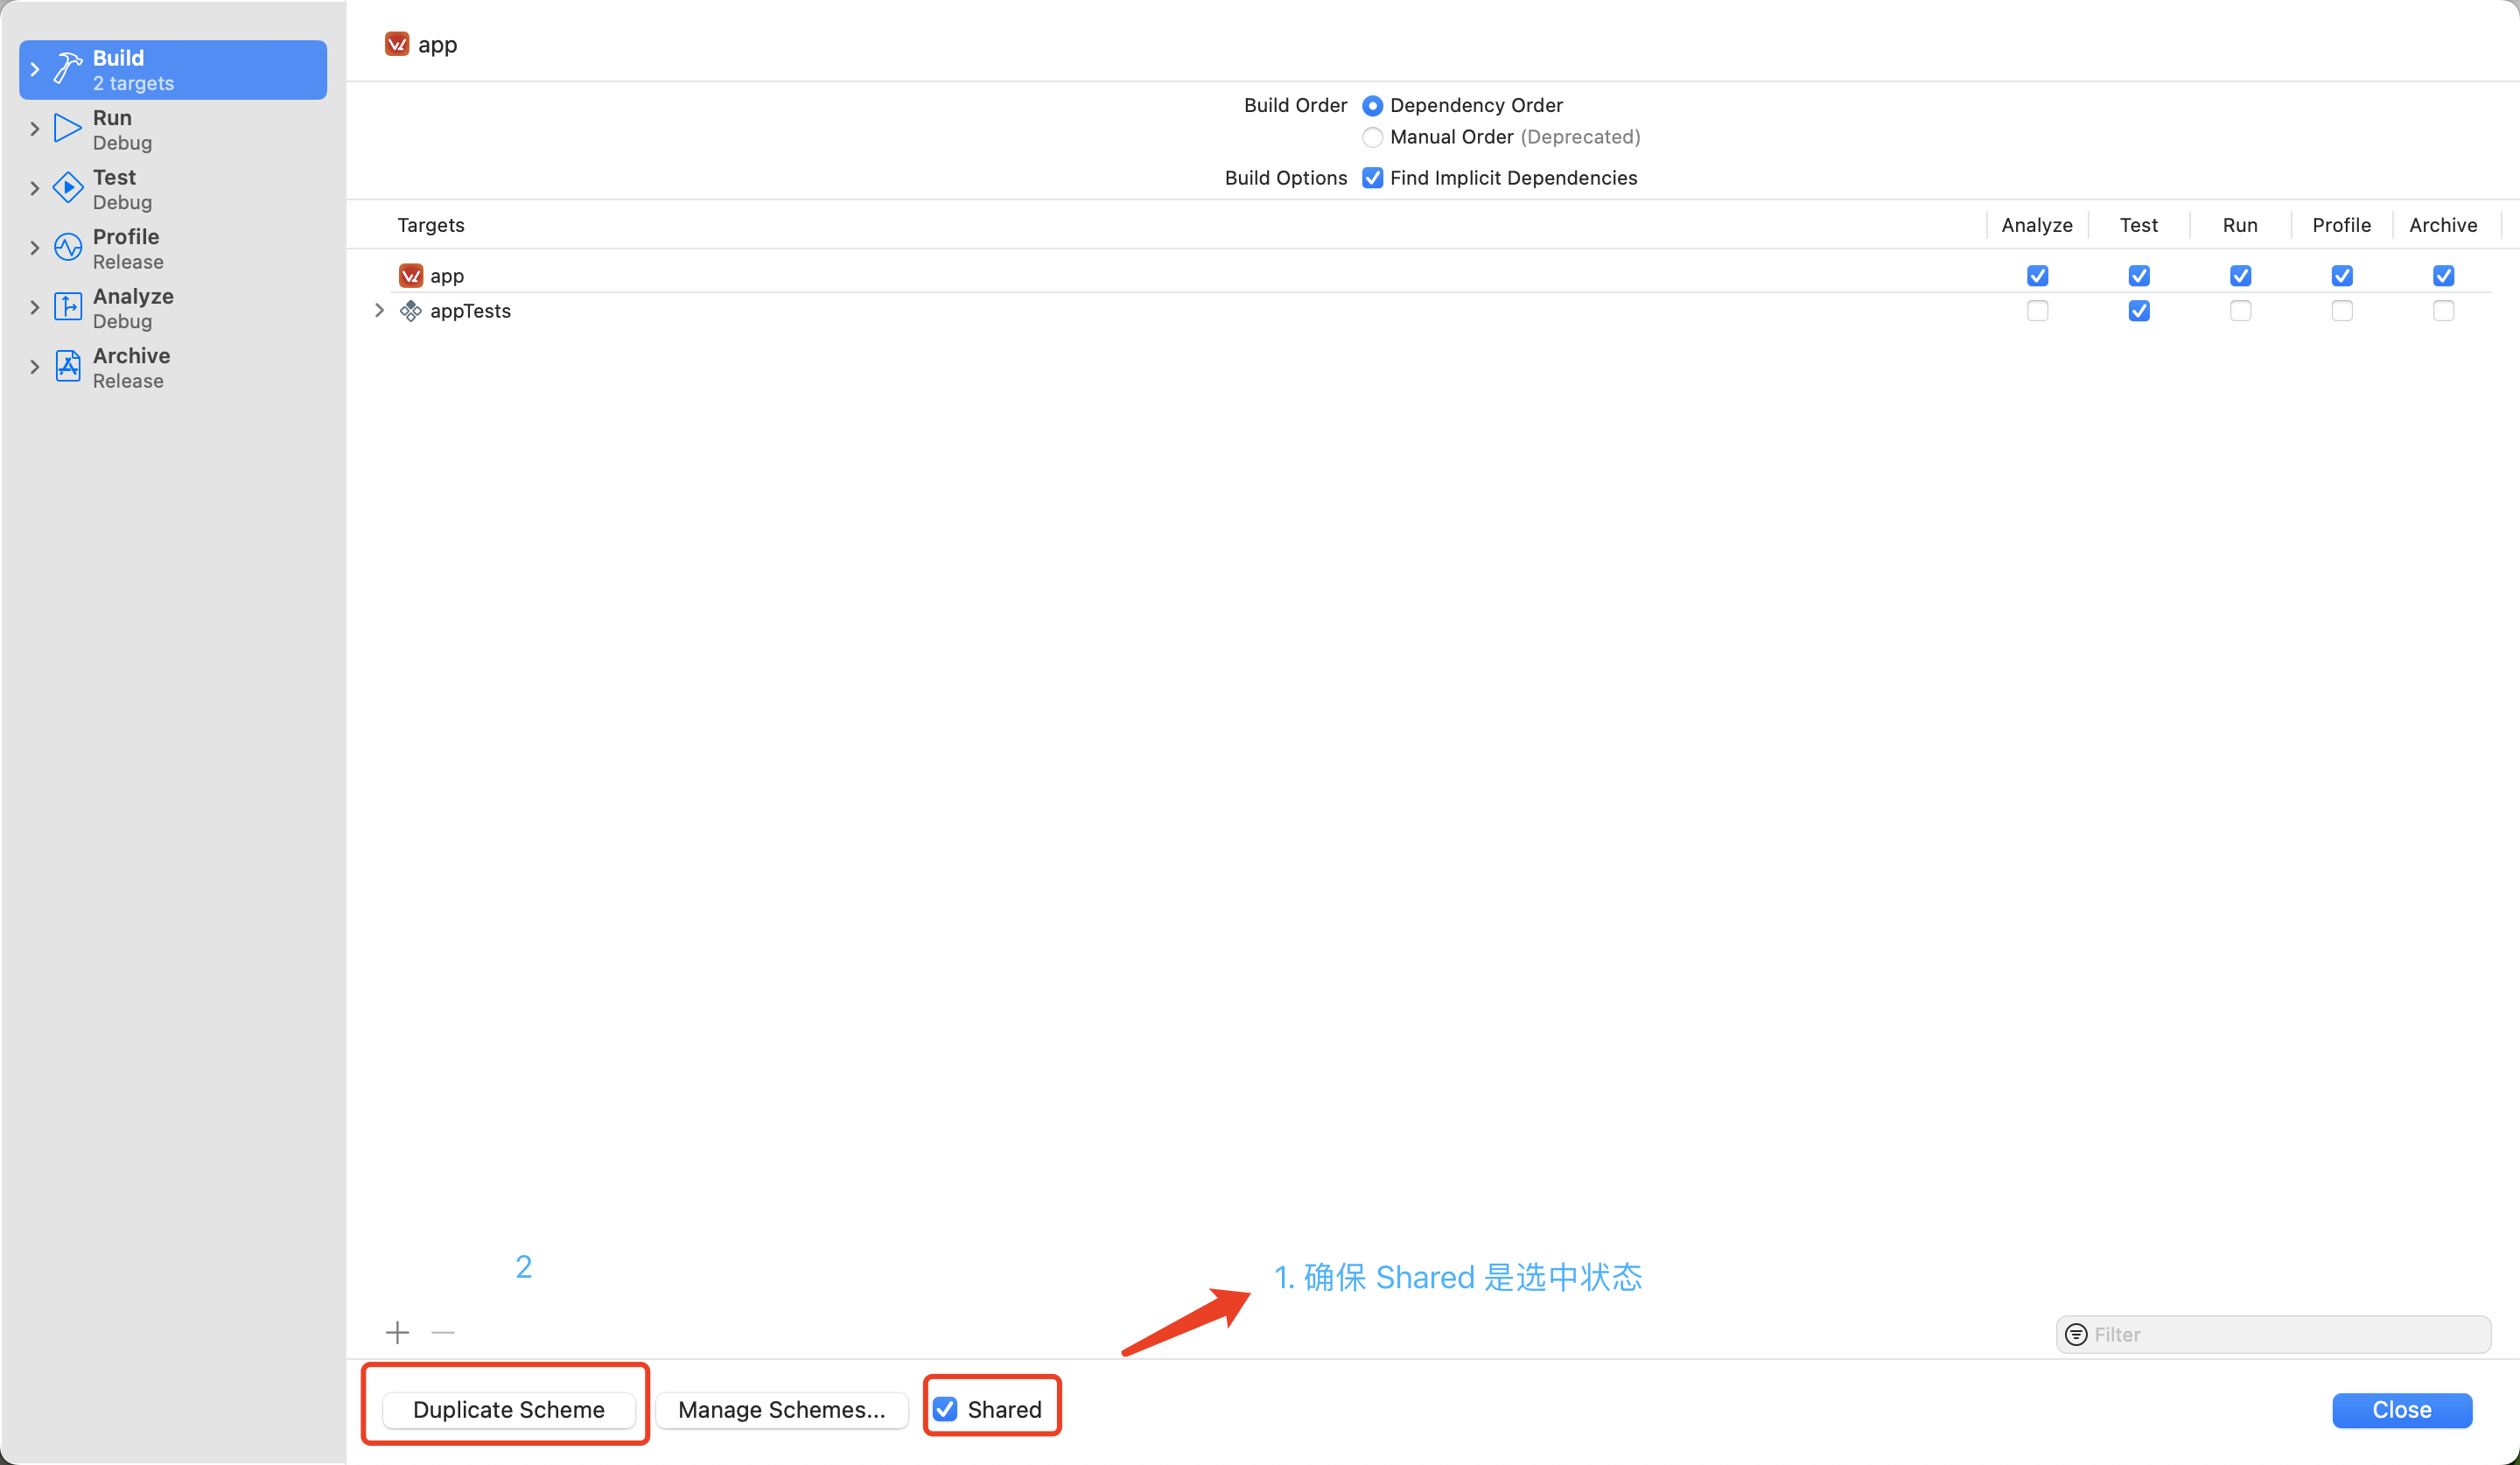 Build
2 targets
Run
Debug
Test
Debug
Profile
Release
Analyze
Debug
Archive
Release
app
Build Order Dependency Order
Manual Order (Deprecated)
Build Options Find Implicit Dependencies
Targets Analyze Test Run Profile Archive
app
appTests
2
1. 确保 Shared 是选中状态
Filter
Duplicate Scheme Manage Schemes... Shared Close